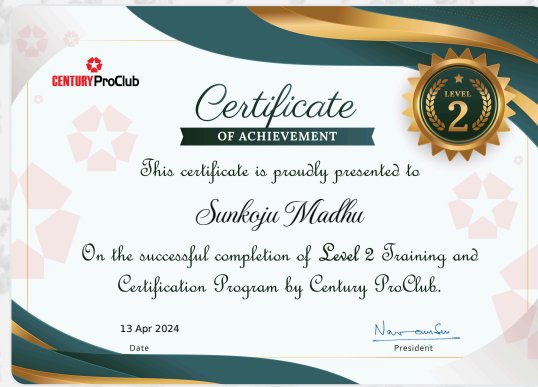 CENTURY ProClub
LEVEL
2
Certificate
OF ACHIEVEMENT
This certificate is proudly presented to
Sunkoju Madhu
On the successful completion of Level 2 Training and
Certification Program by Century ProClub.
13 Apr 2024
Date
President